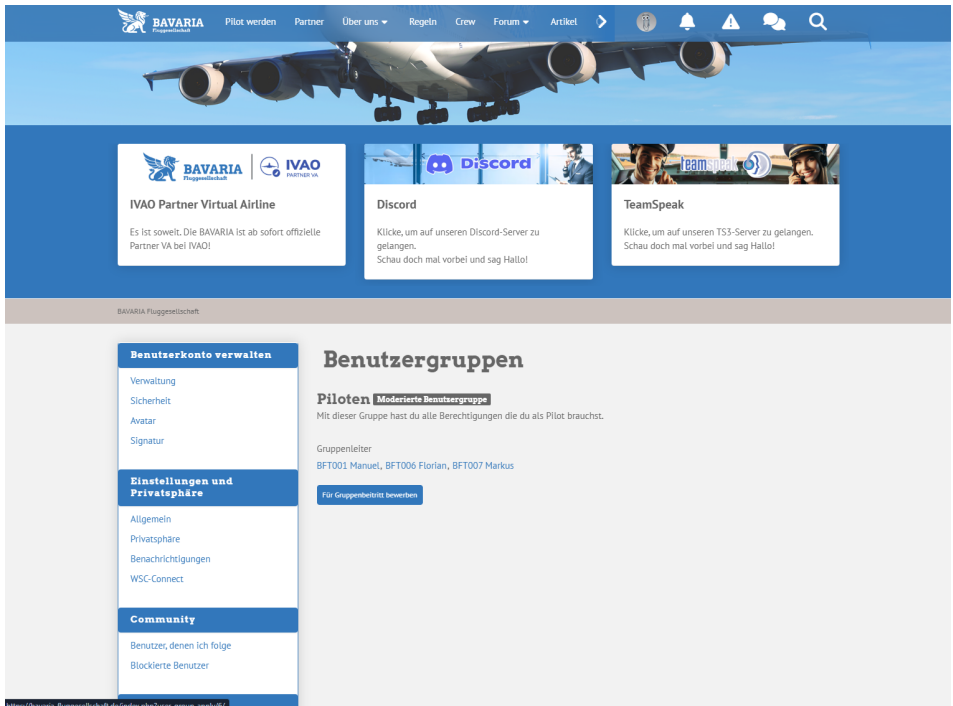 BAVARIA
Fluggesellschaft
Pilot werden
Partner
Über uns
Regeln
Crew
Forum
Artikel
BAVARIA
Fluggesellschaft
IVAO
PARTNER VA
IVAO Partner Virtual Airline
Es ist soweit. Die BAVARIA ist ab sofort offizielle
Partner VA bei IVAO!
Discord
Discord
Klicke, um auf unseren Discord-Server zu
gelangen.
Schau doch mal vorbei und sag Hallo!
teamspeak
TeamSpeak
Klicke, um auf unseren TS3-Server zu gelangen.
Schau doch mal vorbei und sag Hallo!
BAVARIA Fluggesellschaft
Benutzerkonto verwalten
Verwaltung
Sicherheit
Avatar
Signatur
Einstellungen und
Privatsphäre
Allgemein
Privatsphäre
Benachrichtigungen
WSC-Connect
Community
Benutzer, denen ich folge
Blockierte Benutzer
Benutzergruppen
Piloten Moderierte Benutzergruppe
Mit dieser Gruppe hast du alle Berechtigungen die du als Pilot brauchst.
Gruppenleiter
BFT001 Manuel, BFT006 Florian, BFT007 Markus
Für Gruppenbeitritt bewerben